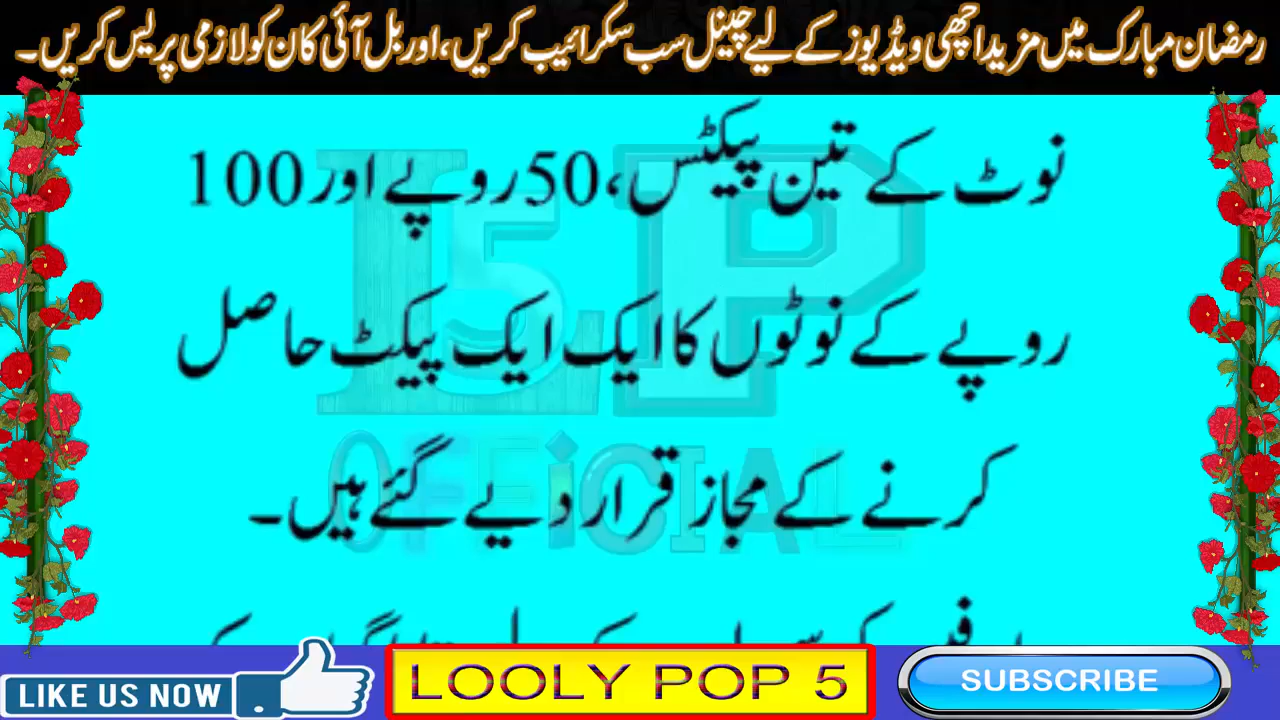 رمضان مبارک میں مزید اچھی ویڈیوز کے لیے چینل سب سکرائیب کریں، اور بل آئی کان کو لازمی پریس کریں۔
نوٹ کے تین پیکٹس، 50 روپے اور 100
روپے کے نوٹوں کا ایک ایک پیکٹ حاصل
کرنے کے مجاز قرار دیے گئے ہیں۔
L5P
OFFiCIAL
LIKE US NOW
LOOLY POP 5
SUBSCRIBE